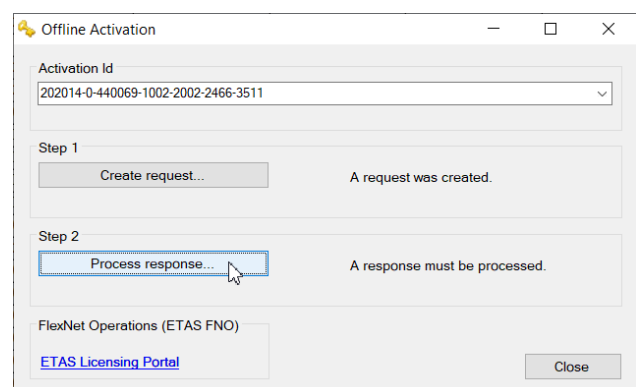 Offline Activation
Activation Id
202014-0-440069-1002-2002-2466-3511
Step 1
Create request...
A request was created.
Step 2
Process response...
A response must be processed.
FlexNet Operations (ETAS FNO)
ETAS Licensing Portal
Close